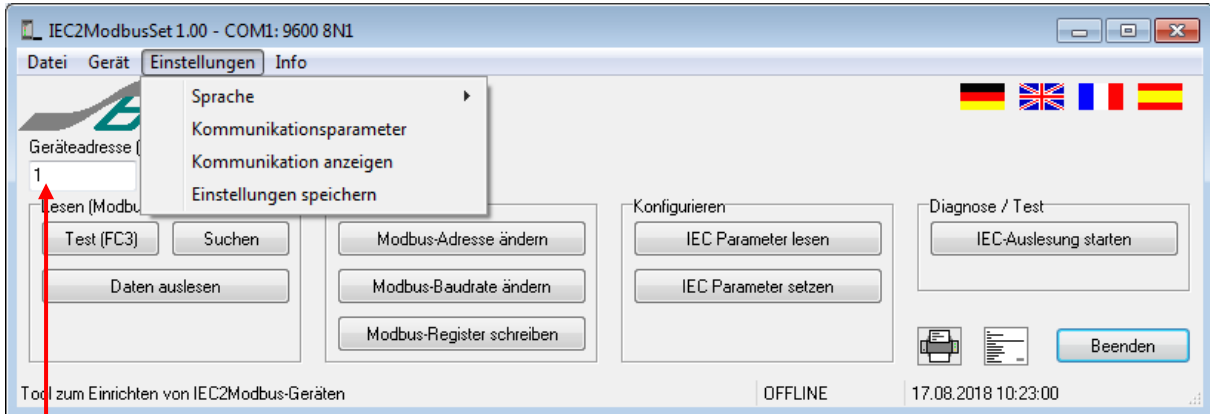 IEC2ModbusSet 1.00 - COM1: 9600 8N1
Datei Gerät Einstellungen Info
Sprache
Kommunikationsparameter
Kommunikation anzeigen
Einstellungen speichern
Geräteadresse (
1
Lesen (Modbu
Konfigurieren
Diagnose / Test
Test (FC3) Suchen Modbus-Adresse ändern IEC Parameter lesen IEC-Auslesung starten
Daten auslesen Modbus-Baudrate ändern IEC Parameter setzen
Modbus-Register schreiben
Beenden
Tool zum Einrichten von IEC2Modbus-Geräten OFFLINE 17.08.2018 10:23:00